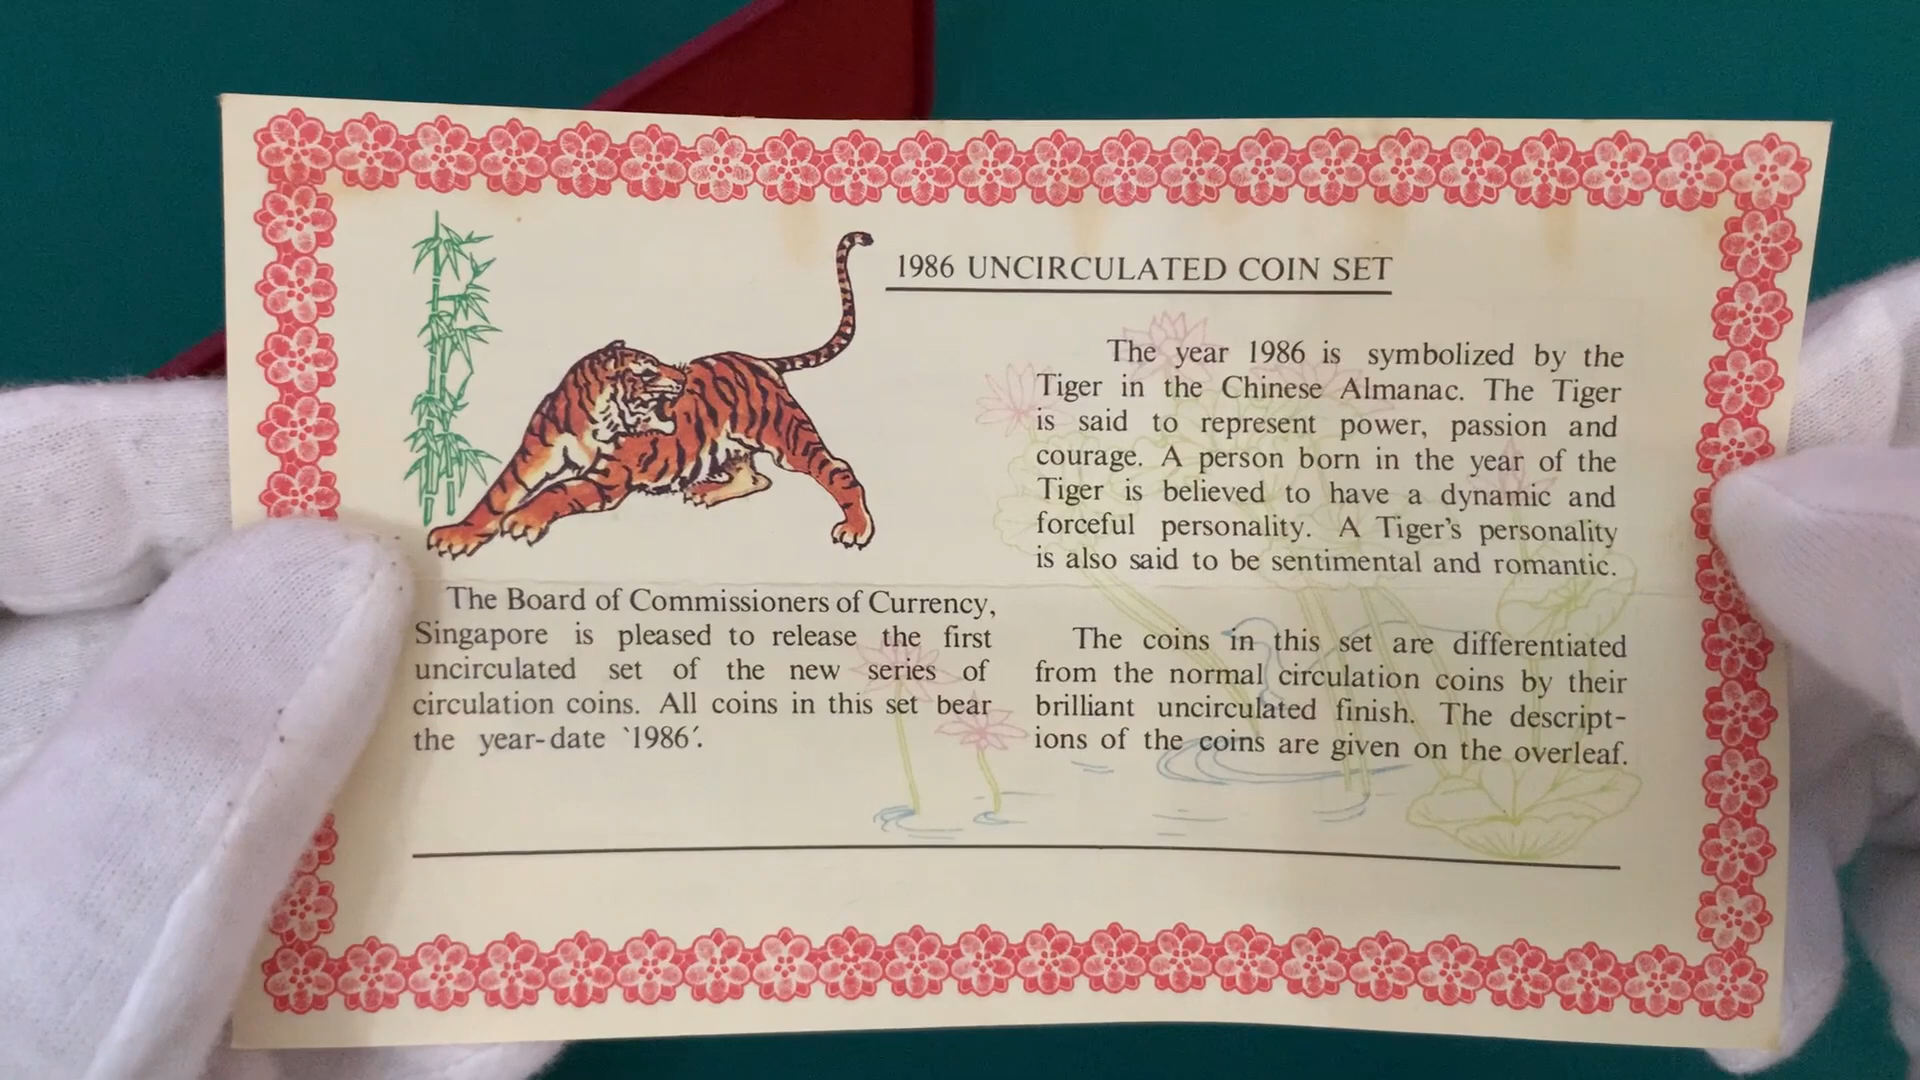 1986 UNCIRCULATED COIN SET
The Board of Commissioners of Currency,
Singapore is pleased to release the first
uncirculated set of the new series of
circulation coins. All coins in this set bear
the year-date `1986´.
The year 1986 is symbolized by the
Tiger in the Chinese Almanac. The Tiger
is said to represent power, passion and
courage. A person born in the year of the
Tiger is believed to have a dynamic and
forceful personality. A Tiger's personality
is also said to be sentimental and romantic.
The coins in this set are differentiated
from the normal circulation coins by their
brilliant uncirculated finish. The descript-
ions of the coins are given on the overleaf.